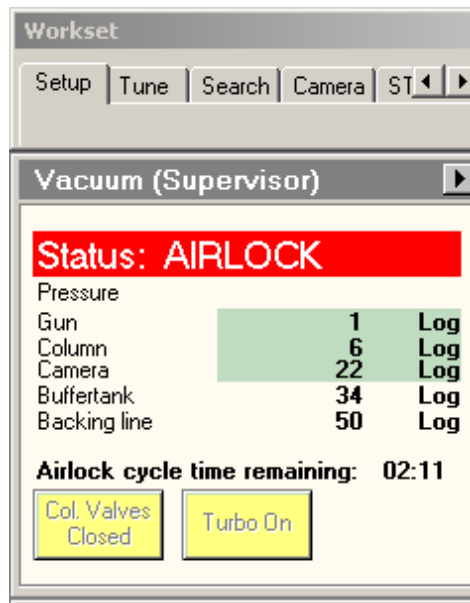 Workset
Setup Tune Search Camera ST
Vacuum (Supervisor)
Status: AIRLOCK
Pressure
Gun 1 Log
Column 6 Log
Camera 22 Log
Buffertank 34 Log
Backing line 50 Log
Airlock cycle time remaining: 02:11
Col. Valves
Closed
Turbo On